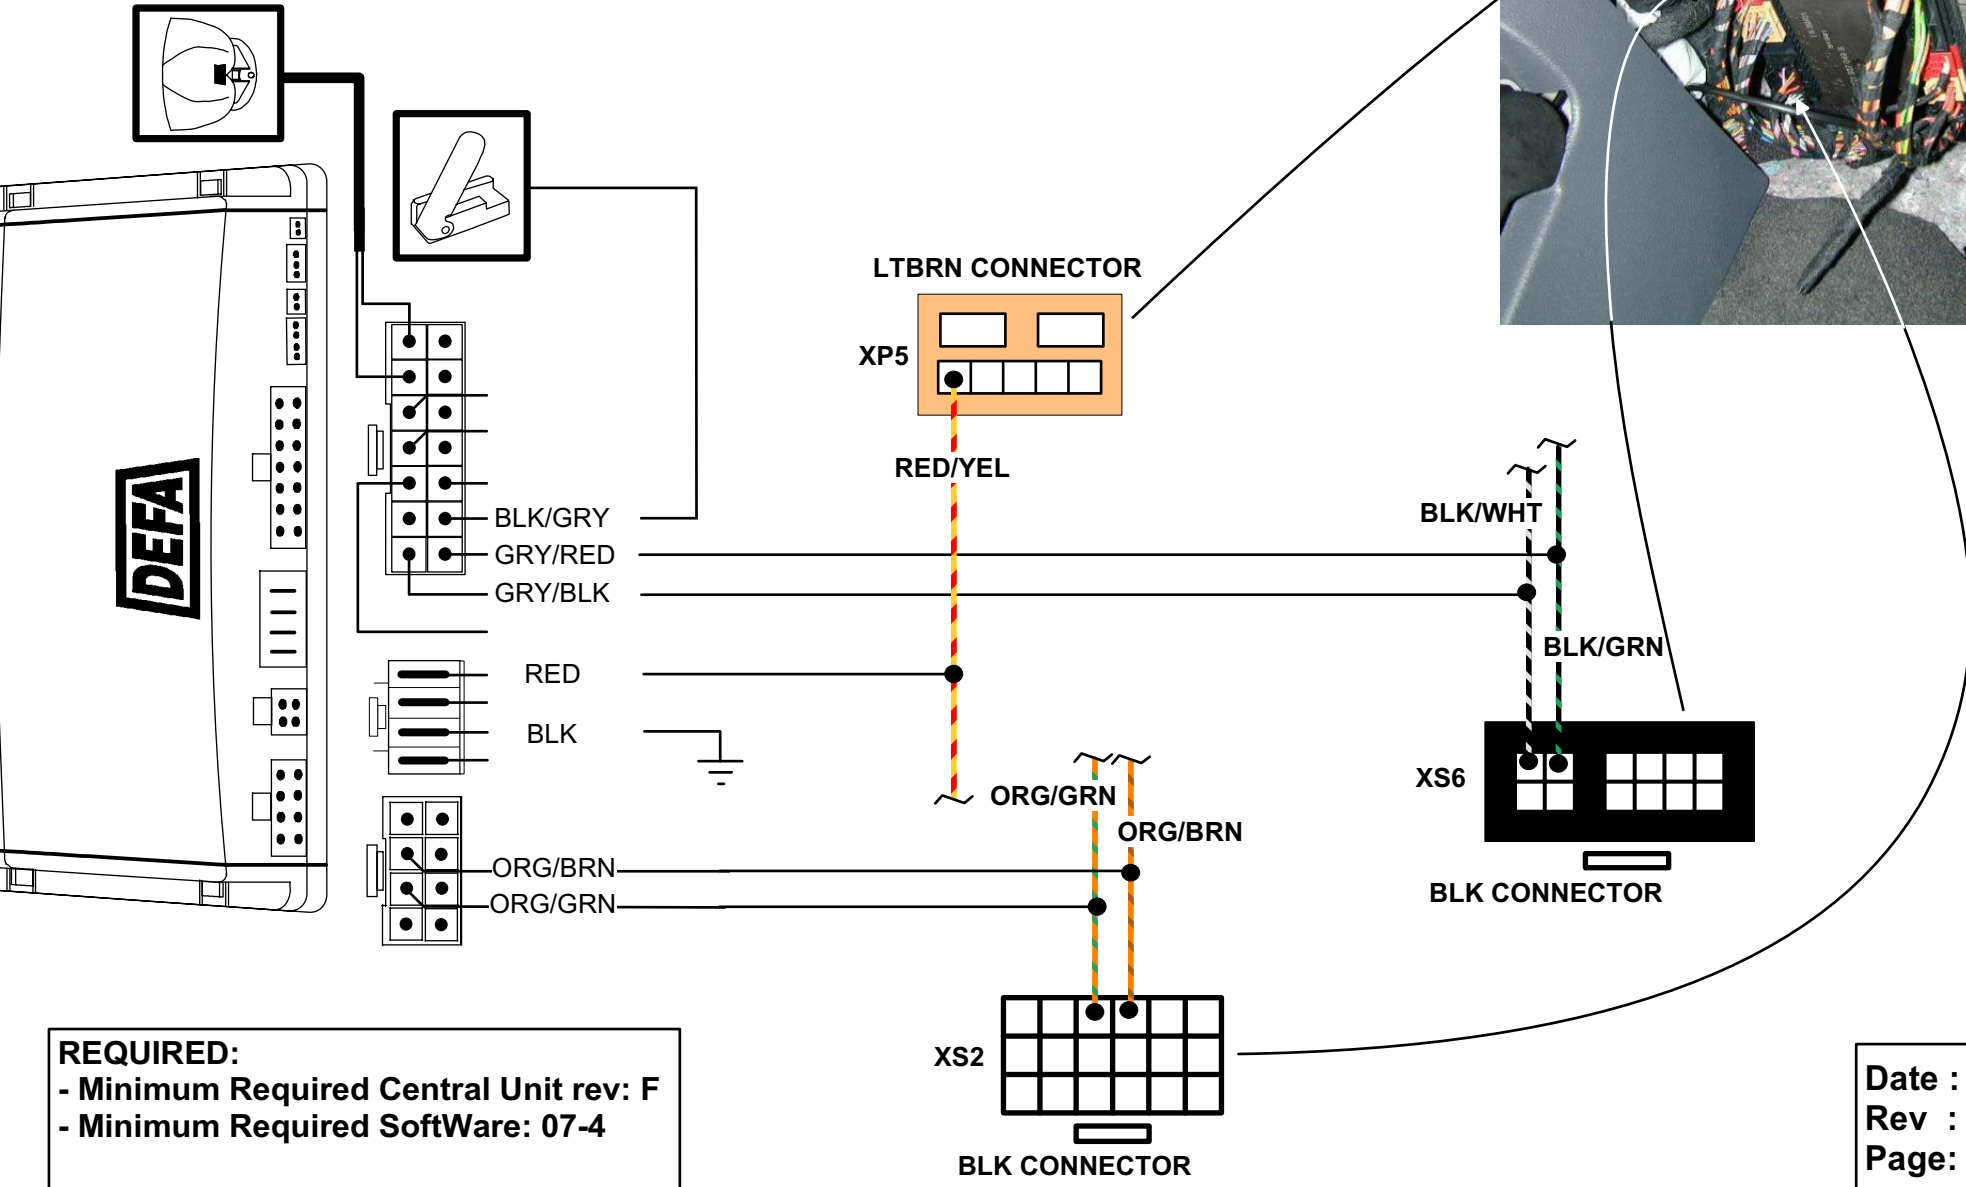 LTBRN CONNECTOR
XP5
RED/YEL
DEFA
BLK/GRY
GRY/RED
GRY/BLK
BLK/WHT
BLK/GRN
RED
BLK
XS6
ORG/GRN
ORG/BRN
ORG/BRN
ORG/GRN
BLK CONNECTOR
XS2
BLK CONNECTOR
REQUIRED:
- Minimum Required Central Unit rev: F
- Minimum Required SoftWare: 07-4
Date :
Rev :
Page: